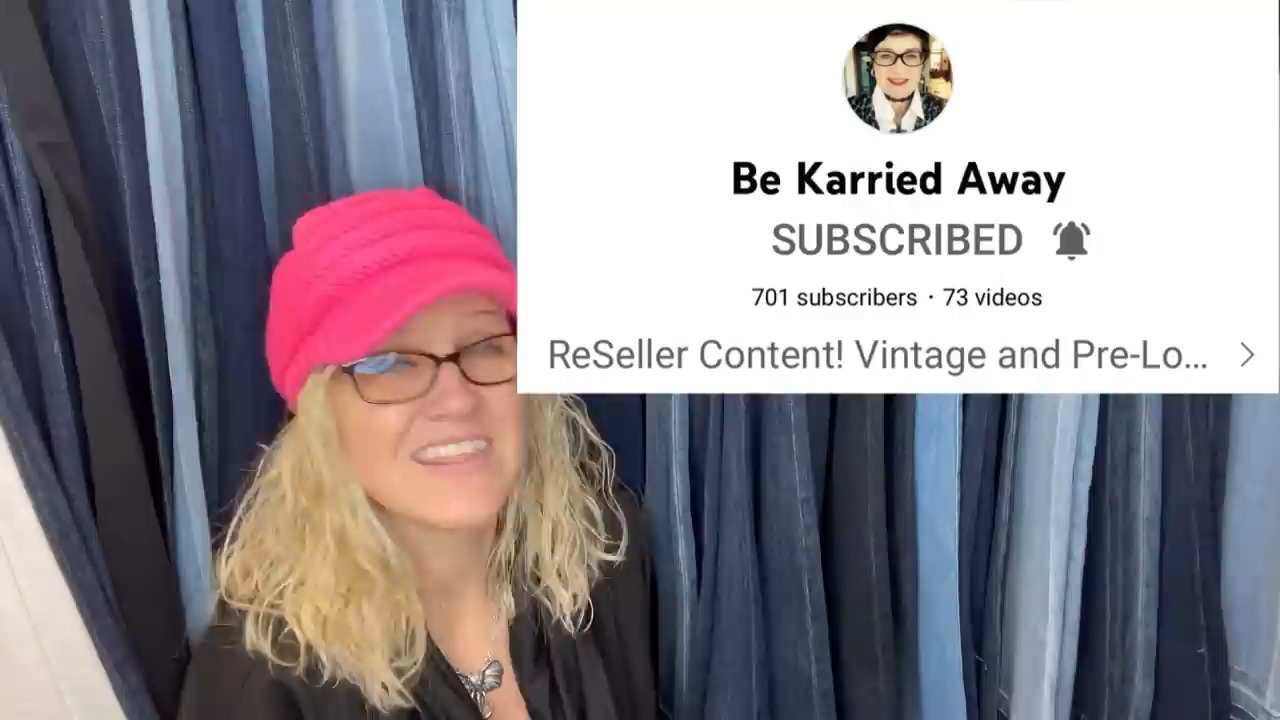 Be Karried Away
SUBSCRIBED
701 subscribers · 73 videos
ReSeller Content! Vintage and Pre-Lo...